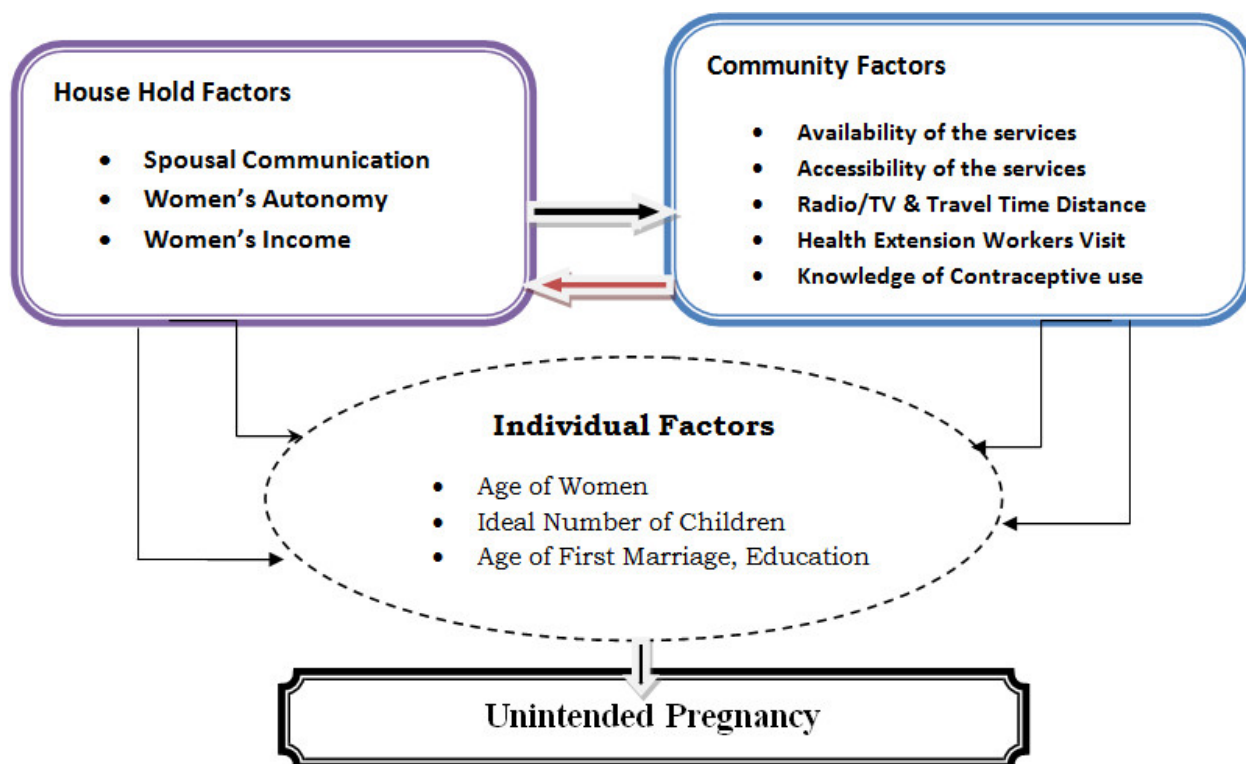 House Hold Factors
• Spousal Communication
• Women's Autonomy
• Women's Income
Community Factors
• Availability of the services
• Accessibility of the services
• Radio/TV & Travel Time Distance
• Health Extension Workers Visit
• Knowledge of Contraceptive use
Individual Factors
• Age of Women
• Ideal Number of Children
• Age of First Marriage, Education
Unintended Pregnancy